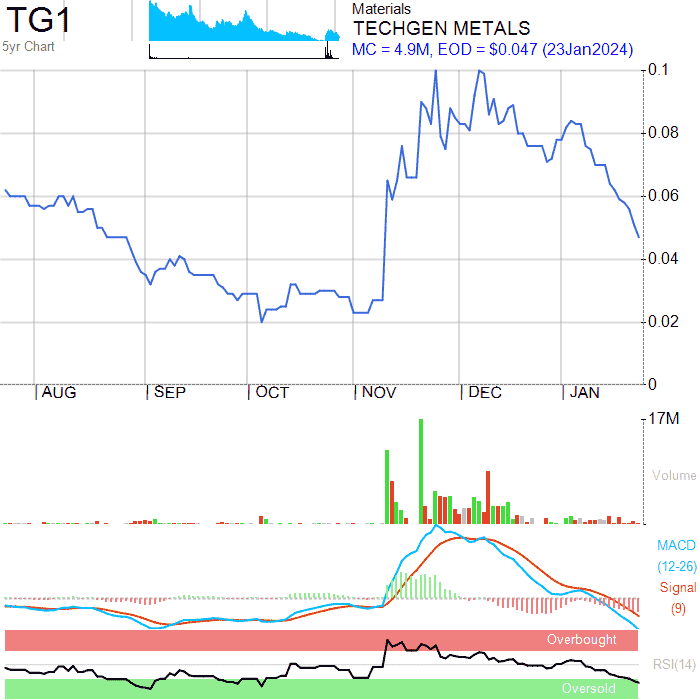 TG1
5yr Chart
Materials
TECHGEN METALS
MC = 4.9M, EOD = $0.047 (23Jan2024)
0.1
0.08
0.06
0.04
0.02
0
AUG SEP OCT NOV DEC JAN
17M
Volume
MACD
(12-26)
Signal
(9)
Overbought
RSI(14)
Oversold